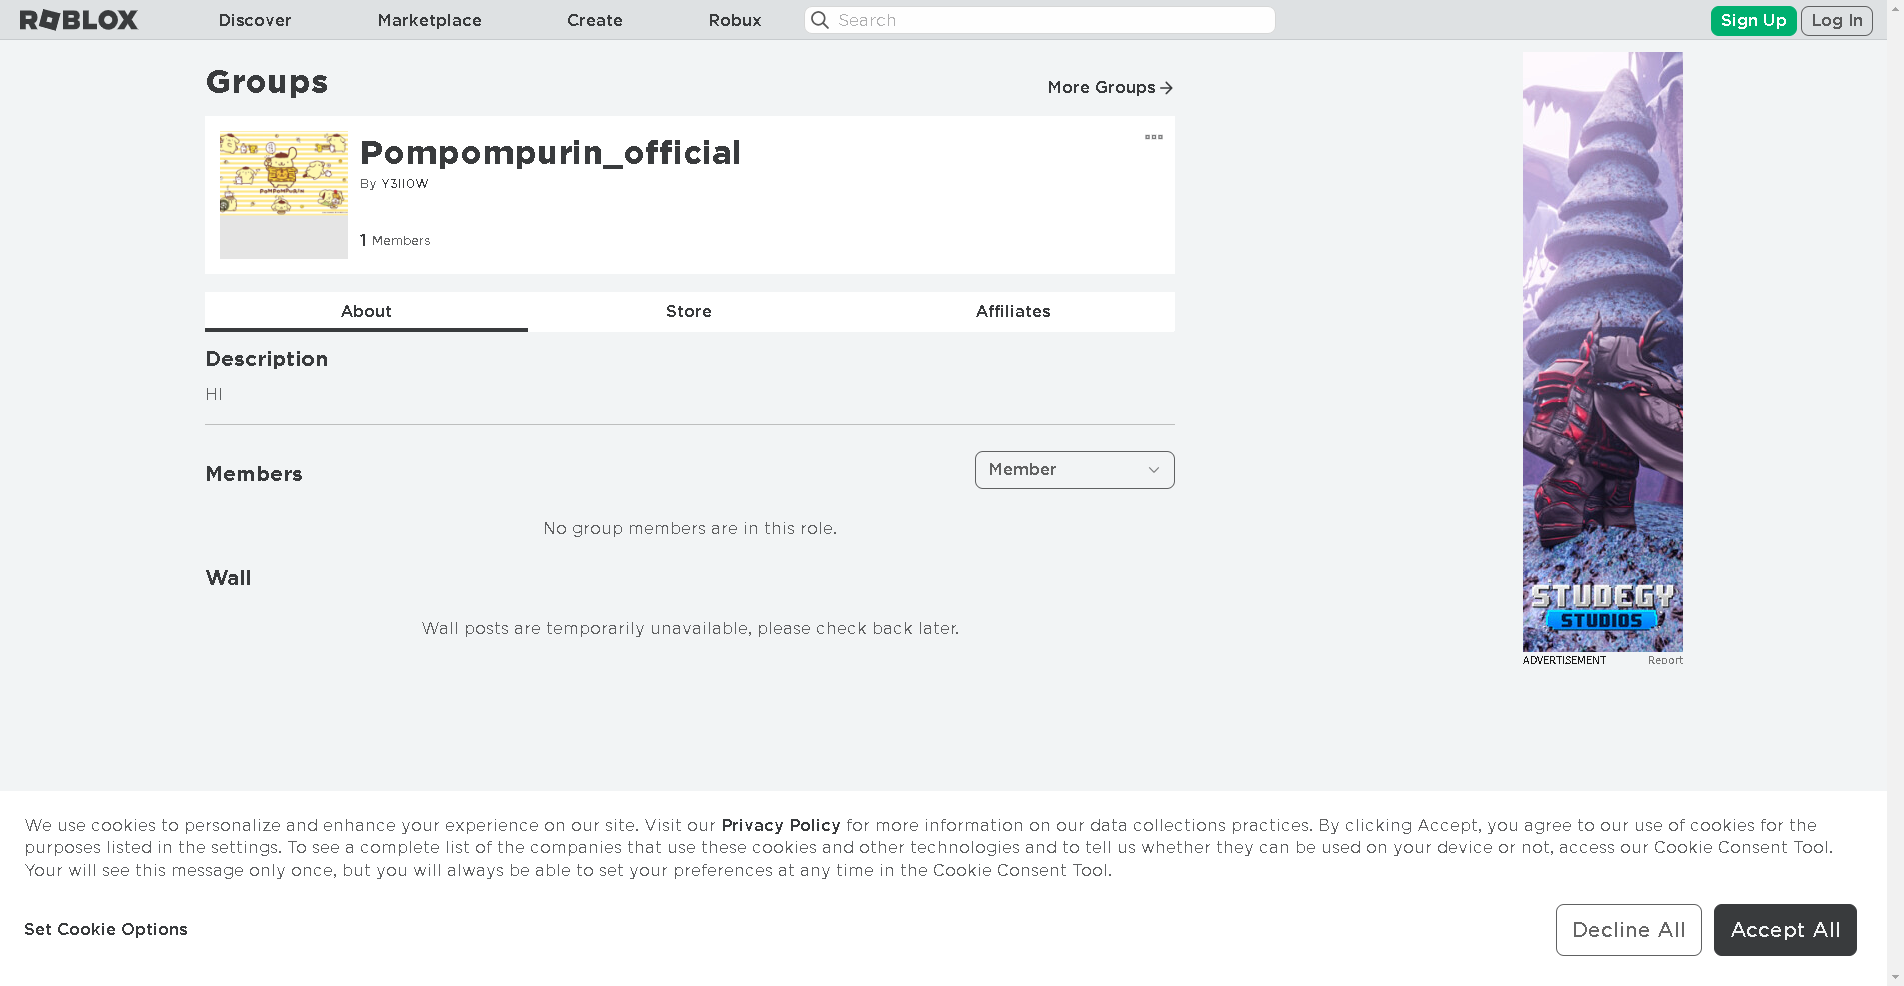 ROBLOX
Discover
Marketplace
Create
Robux
Search
Sign Up
Log In
Groups
More Groups
POMPOMPURIN
Pompompurin_official
By Y3ll0W
1 Members
About
Store
Affiliates
Description
HI
Members
Member
No group members are in this role.
Wall
Wall posts are temporarily unavailable, please check back later.
STUDEGY
STUDIOS
ADVERTISEMENT
Report
We use cookies to personalize and enhance your experience on our site. Visit our Privacy Policy for more information on our data collections practices. By clicking Accept, you agree to our use of cookies for the
purposes listed in the settings. To see a complete list of the companies that use these cookies and other technologies and to tell us whether they can be used on your device or not, access our Cookie Consent Tool.
Your will see this message only once, but you will always be able to set your preferences at any time in the Cookie Consent Tool.
Set Cookie Options
Decline All
Accept All